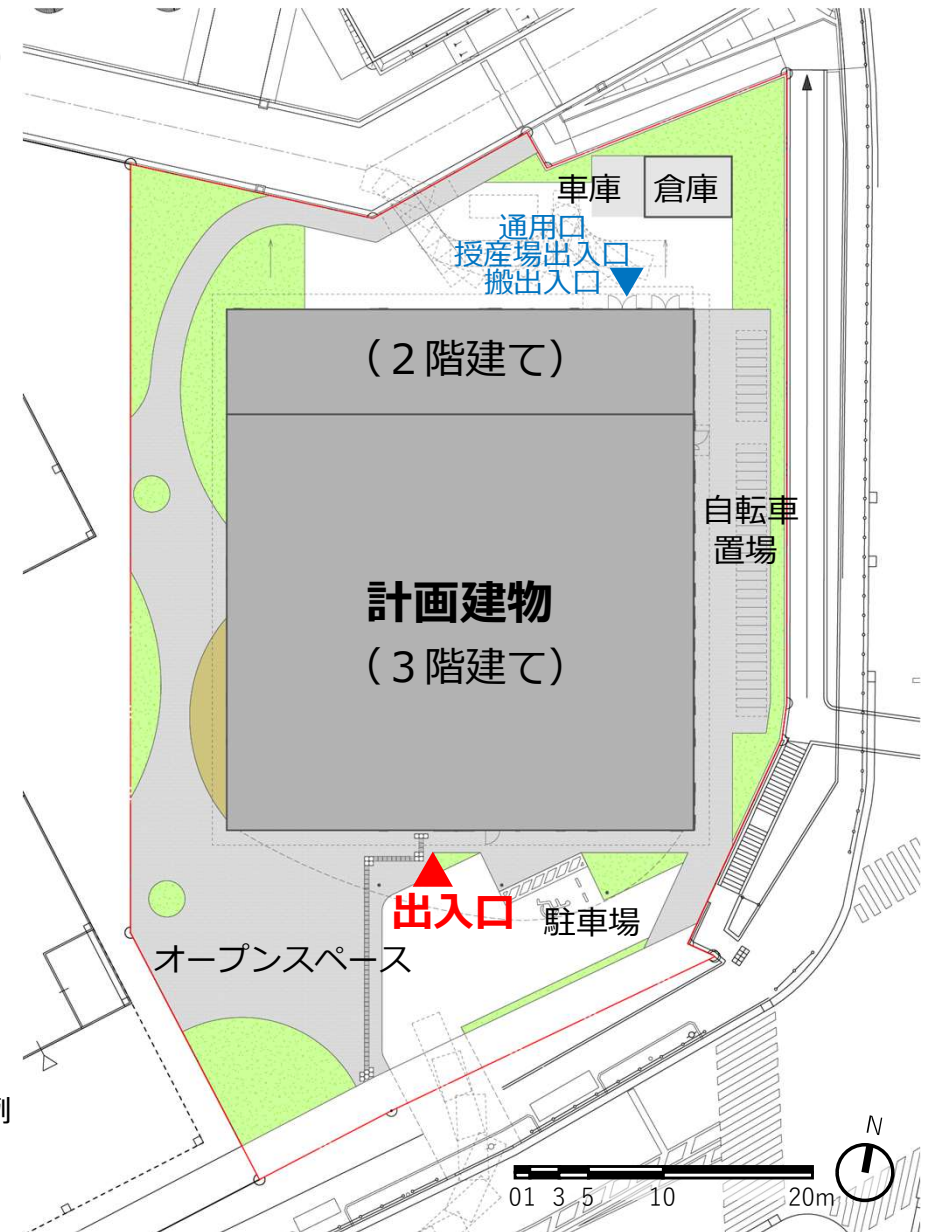 車庫
倉庫
通用口
授産場出入口
搬出入口
（２階建て）
自転車
置場
計画建物
（３階建て）
出入口
駐車場
オープンスペース
例
N
01 3 5 10 20m